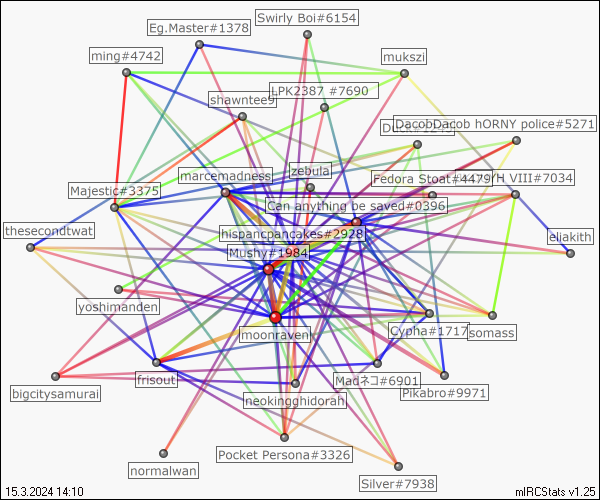 Swirly Boi#6154
Eg.Master#1378
ming#4742
mukszi
LPK2387 #7690
shawntee9
DacobDacob hORNY police#5271
zebula
marcemadness
Fedora Stoat#4479
VIII#7034
Majestic#3375
Can anything be saved#0396
thesecondtwat
hispanicpancakes#2928
eljakith
Mushy#1984
yoshimanden
moonraven
Cypha#1717
somass
bigcitysamurai
frisout
Madネコ#6901
Pikabro#9971
neokingghidorah
Pocket Persona#3326
normalwan
Silver#7938
15.3.2024 14:10
mIRCStats v1.25